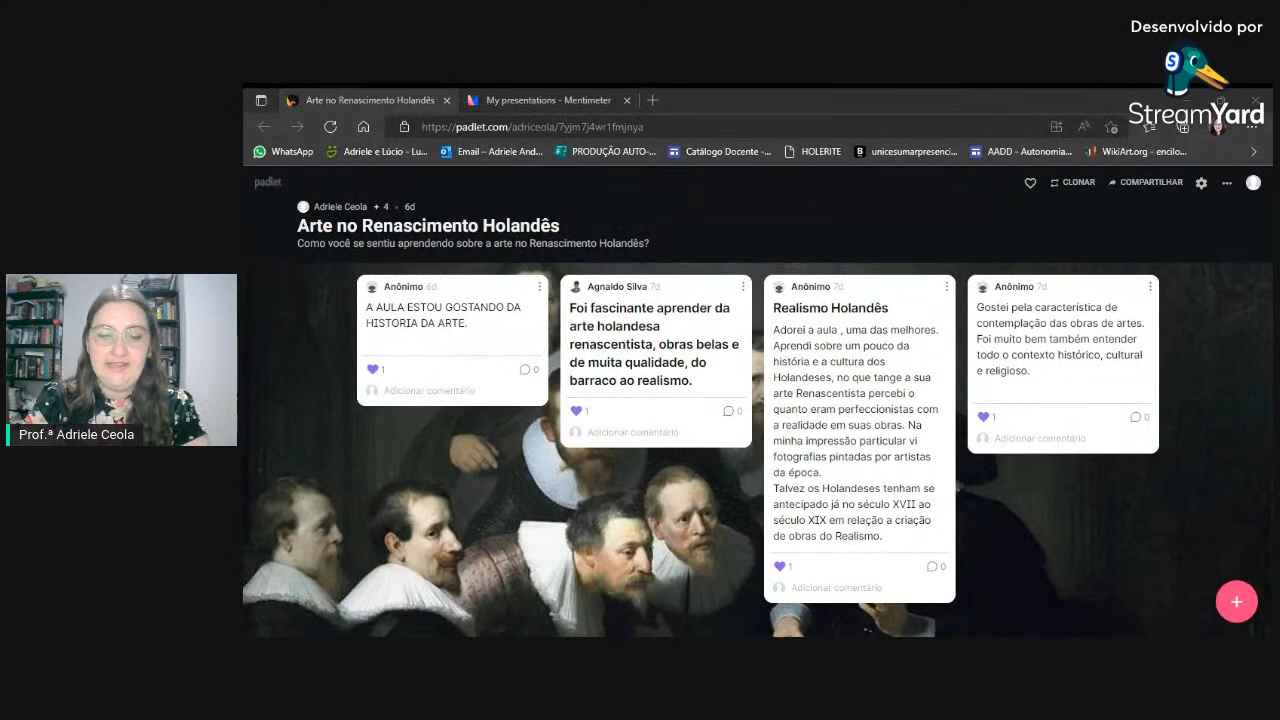 Desenvolvido por
StreamYard
Arte no Renascimento Holandês
My presentations - Mentimeter
https://padlet.com/adriceola/7yjm7j4wr1fmjnya
WhatsApp
Adriele e Lúcio - Lu...
Email – Adriele And...
PRODUÇÃO AUTO-...
Catálogo Docente -...
HOLERITE
unicesumarpresenci...
AADD - Autonomia...
WikiArt.org - encilo...
padlet
CLONAR
COMPARTILHAR
Adriele Ceola + 4 • 6d
Arte no Renascimento Holandês
Como você se sentiu aprendendo sobre a arte no Renascimento Holandês?
Anônimo 6d
A AULA ESTOU GOSTANDO DA
HISTORIA DA ARTE.
1
0
Adicionar comentário
Agnaldo Silva 7d
Foi fascinante aprender da
arte holandesa
renascentista, obras belas e
de muita qualidade, do
barraco ao realismo.
1
0
Adicionar comentário
Anônimo 7d
Realismo Holandês
Adorei a aula , uma das melhores.
Aprendi sobre um pouco da
história e a cultura dos
Holandeses, no que tange a sua
arte Renascentista percebi o
quanto eram perfeccionistas com
a realidade em suas obras. Na
minha impressão particular vi
fotografias pintadas por artistas
da época.
Talvez os Holandeses tenham se
antecipado já no século XVII ao
século XIX em relação a criação
de obras do Realismo.
1
0
Adicionar comentário
Anônimo 7d
Gostei pela característica de
contemplação das obras de artes.
Foi muito bem também entender
todo o contexto histórico, cultural
e religioso.
1
0
Adicionar comentário
Prof.ª Adriele Ceola